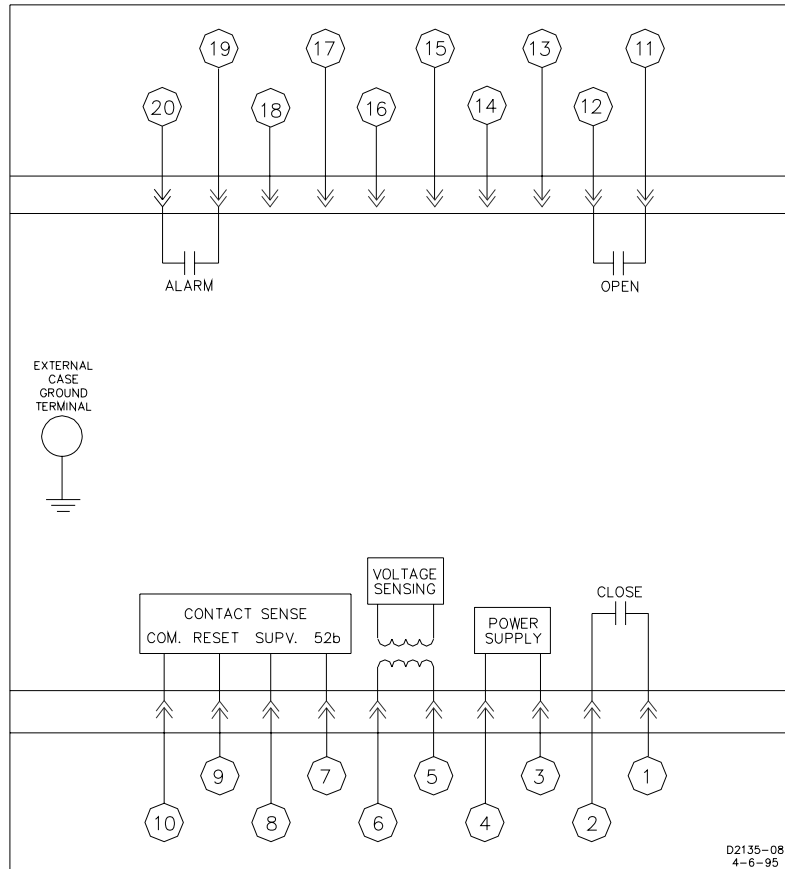 19 17 15 13 11
20 18 16 14 12
ALARM OPEN
EXTERNAL
CASE
GROUND
TERMINAL
VOLTAGE
SENSING
CLOSE
CONTACT SENSE
COM. RESET SUPV. 52b
POWER
SUPPLY
9 7 5 3 1
10 8 6 4 2
D2135-08
4-6-95